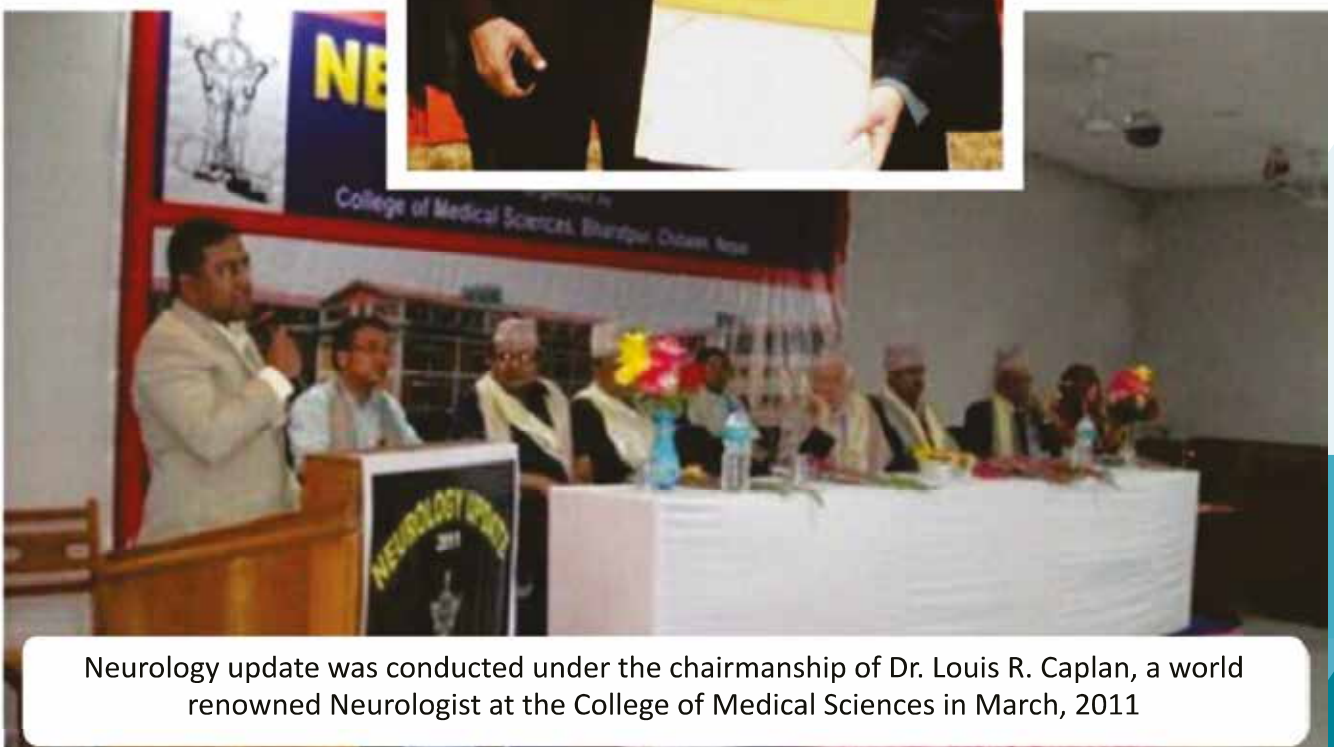 NE
College of Medical Sciences, Bharatpur, Chitwan, Nepal
NEUROLOGY UPDATE
2011
Neurology update was conducted under the chairmanship of Dr. Louis R. Caplan, a world
renowned Neurologist at the College of Medical Sciences in March, 2011